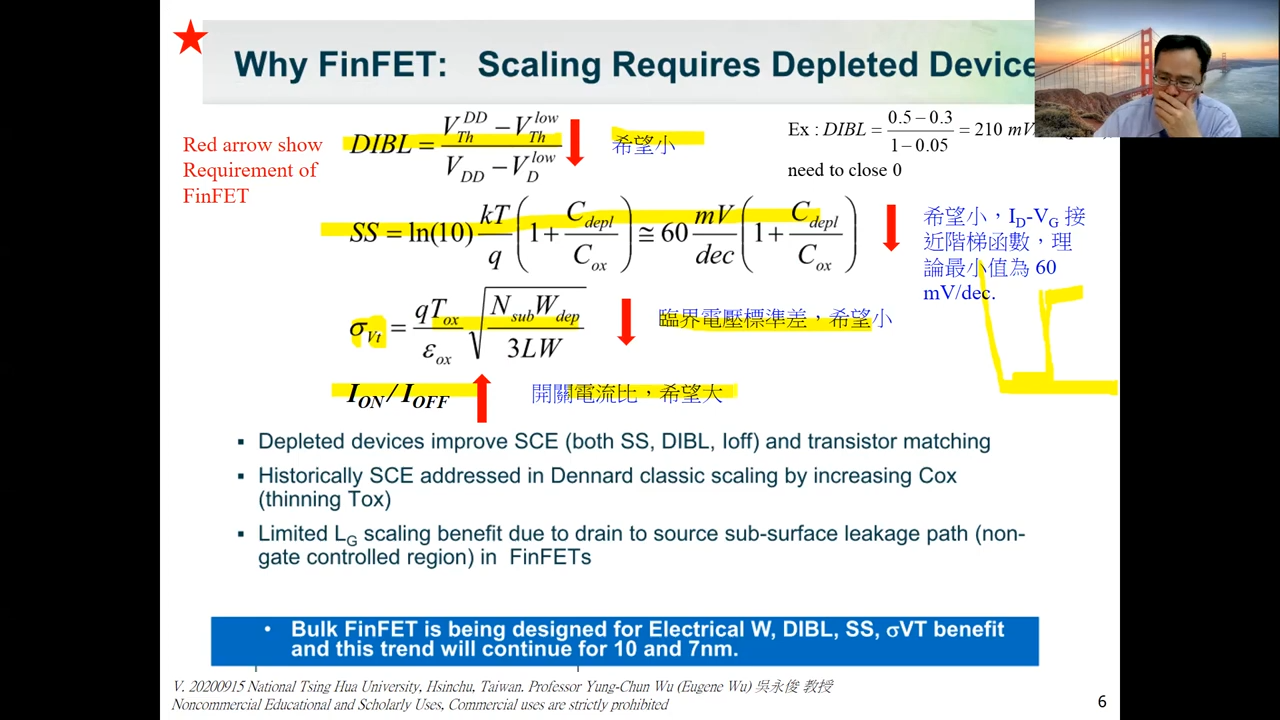 Why FinFET: Scaling Requires Depleted Device
Red arrow show
Requirement of
FinFET
DIBL = \frac{V_{Th}^{DD} - V_{Th}^{low}}{V_{DD} - V_{D}^{low}}
希望小
Ex : DIBL = \frac{0.5-0.3}{1-0.05} = 210 mV
need to close 0
SS = ln(10) \frac{kT}{q} (1 + \frac{C_{depl}}{C_{ox}}) ≅ 60 \frac{mV}{dec} (1 + \frac{C_{depl}}{C_{ox}})
希望小，I_D-V_G 接
近階梯函數，理
論最小值為 60
mV/dec.
σ_{Vt} = \frac{qT_{ox}}{ε_{ox}} \sqrt{\frac{N_{sub}W_{dep}}{3LW}}
臨界電壓標準差，希望小
I_{ON} / I_{OFF}
開關電流比，希望大
▪ Depleted devices improve SCE (both SS, DIBL, Ioff) and transistor matching
▪ Historically SCE addressed in Dennard classic scaling by increasing Cox
(thinning Tox)
▪ Limited L_G scaling benefit due to drain to source sub-surface leakage path (non-
gate controlled region) in FinFETs
• Bulk FinFET is being designed for Electrical W, DIBL, SS, σVT benefit
and this trend will continue for 10 and 7nm.
V. 20200915 National Tsing Hua University, Hsinchu, Taiwan. Professor Yung-Chun Wu (Eugene Wu) 吳永俊 教授
Noncommercial Educational and Scholarly Uses, Commercial uses are strictly prohibited
6